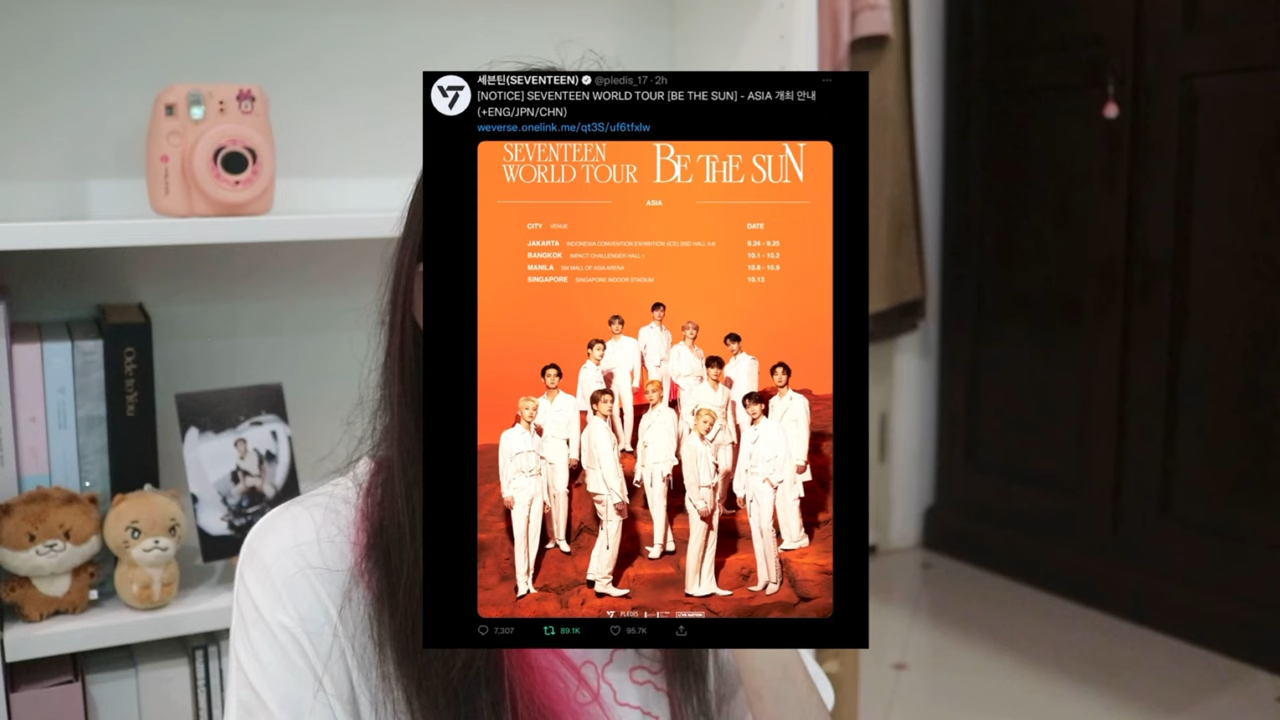 세븐틴(SEVENTEEN) @pledis_17 · 2h
[NOTICE] SEVENTEEN WORLD TOUR [BE THE SUN] - ASIA 개최 안내
(+ENG/JPN/CHN)
weverse.onelink.me/qt3S/uf6tfxlw
SEVENTEEN
WORLD TOUR
BE THE SUN
ASIA
CITY VENUE DATE
JAKARTA INDONESIA CONVENTION EXHIBITION (ICE) BSD HALL 5-6 9.24 - 9.25
BANGKOK IMPACT CHALLENGER HALL 1 10.1 - 10.2
MANILA SM MALL OF ASIA ARENA 10.8 - 10.9
SINGAPORE SINGAPORE INDOOR STADIUM 10.13
PLEDIS
LIVE NATION
7,307 89.1K 95.7K
Ode to You